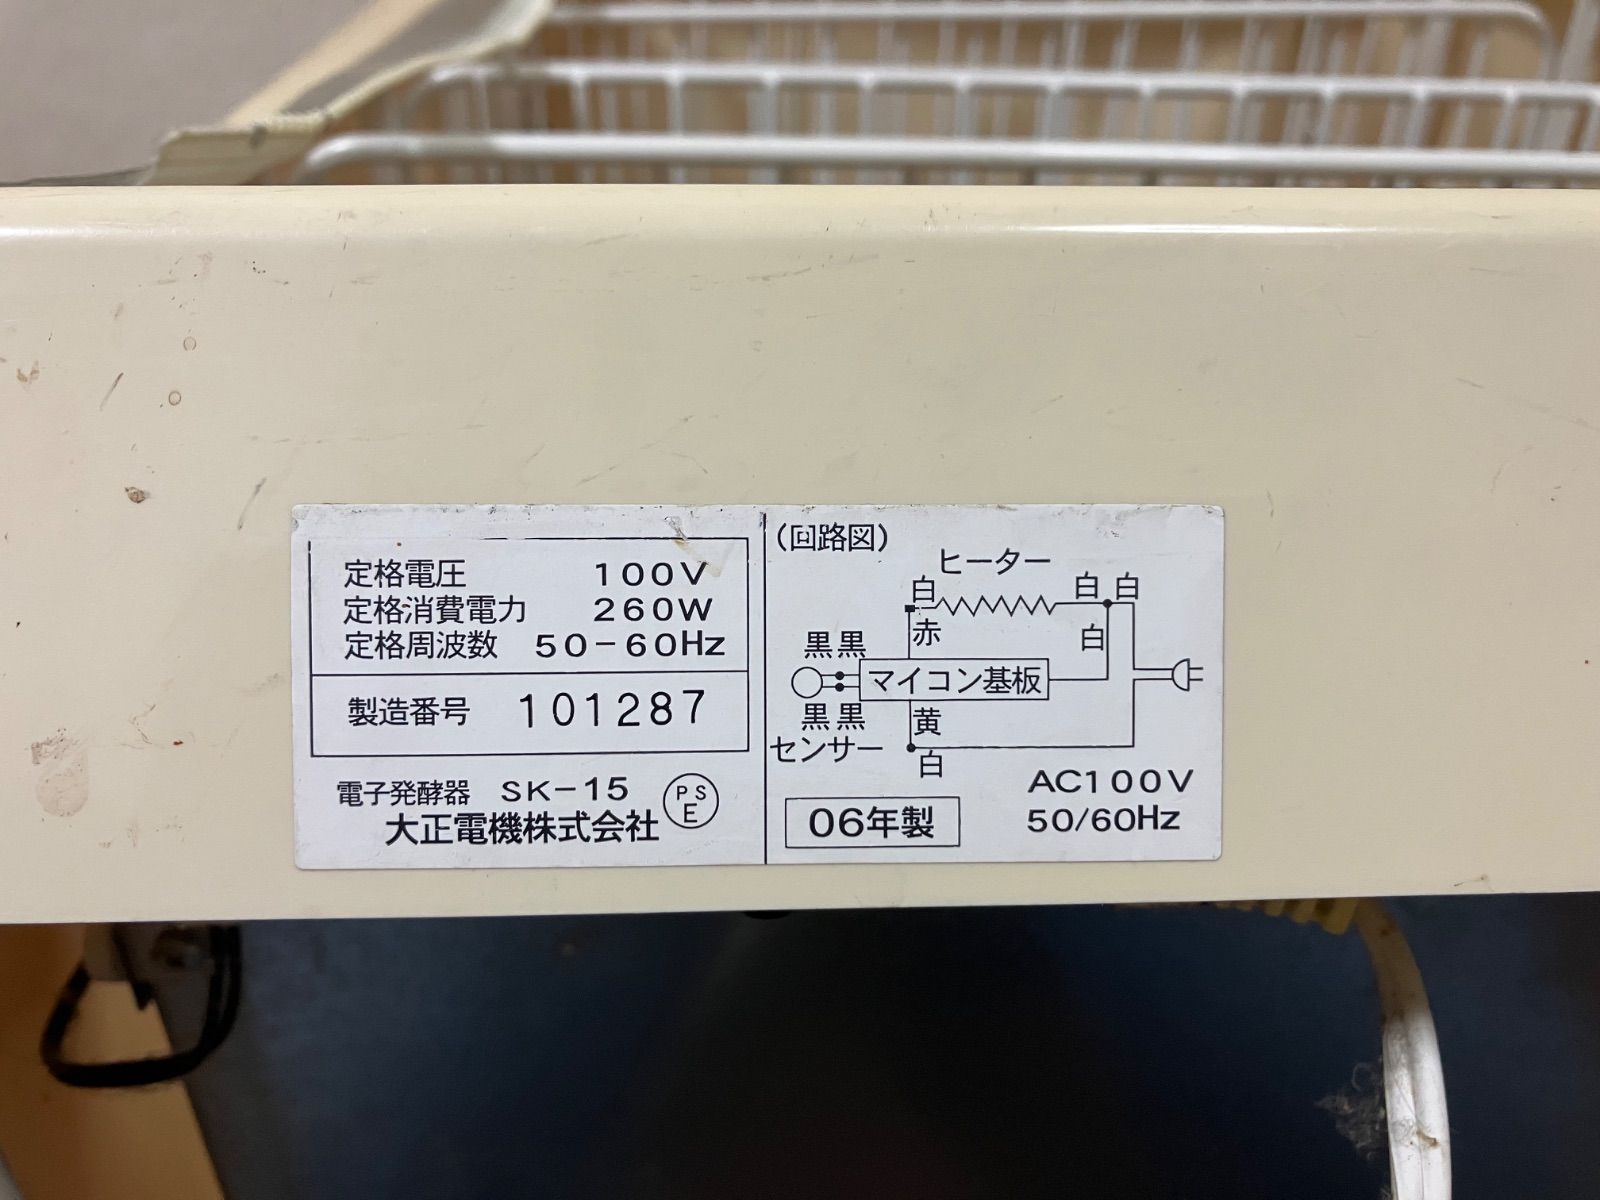 定格電圧 100V
定格消費電力 260W
定格周波数 50-60Hz
製造番号 101287
電子発酵器 SK-15
大正電機株式会社
PS
E
(回路図)
ヒーター
白 白 白
赤 白
黒黒
マイコン基板
黒黒 黄
センサー 白
AC100V
06年製 50/60Hz